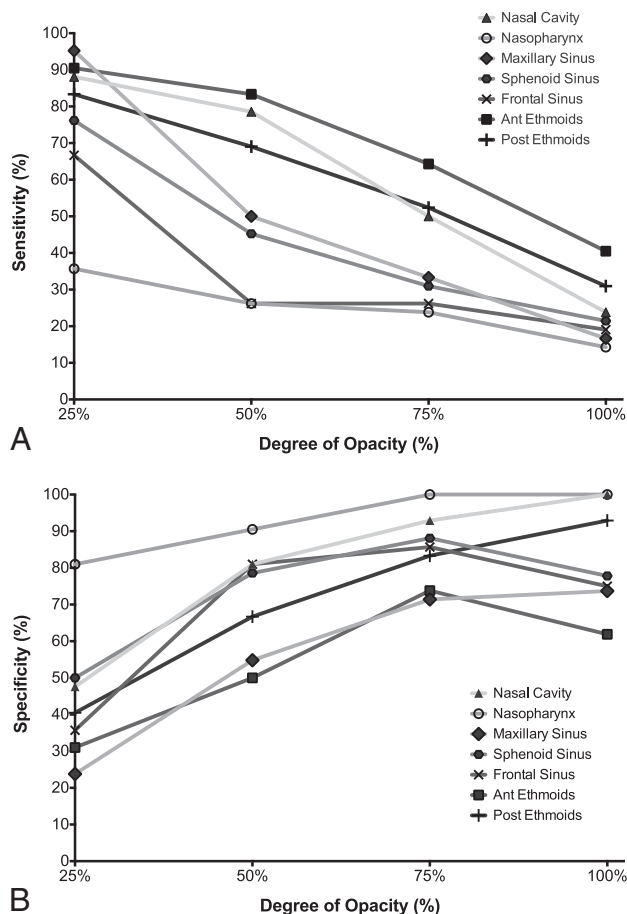 Nasal Cavity
Nasopharynx
Maxillary Sinus
Sphenoid Sinus
Frontal Sinus
Ant Ethmoids
Post Ethmoids
100
90
80
70
60
50
40
30
20
10
0
Sensitivity (%)
25%
50%
75%
100%
A
Degree of Opacity (%)
100
90
80
70
60
50
40
30
20
10
0
Specificity (%)
Nasal Cavity
Nasopharynx
Maxillary Sinus
Sphenoid Sinus
Frontal Sinus
Ant Ethmoids
Post Ethmoids
25%
50%
75%
100%
B
Degree of Opacity (%)